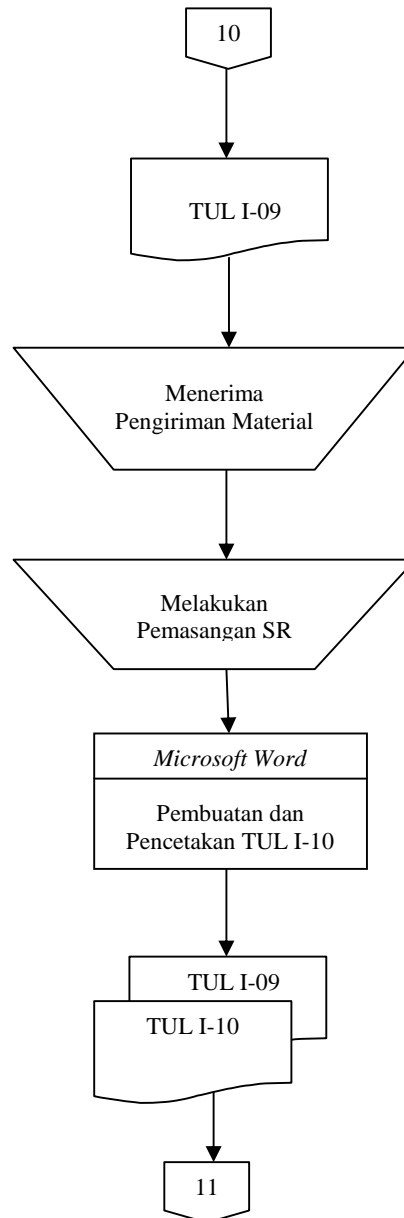 10
TUL I-09
Menerima
Pengiriman Material
Melakukan
Pemasangan SR
Microsoft Word
Pembuatan dan
Pencetakan TUL I-10
TUL I-09
TUL I-10
11